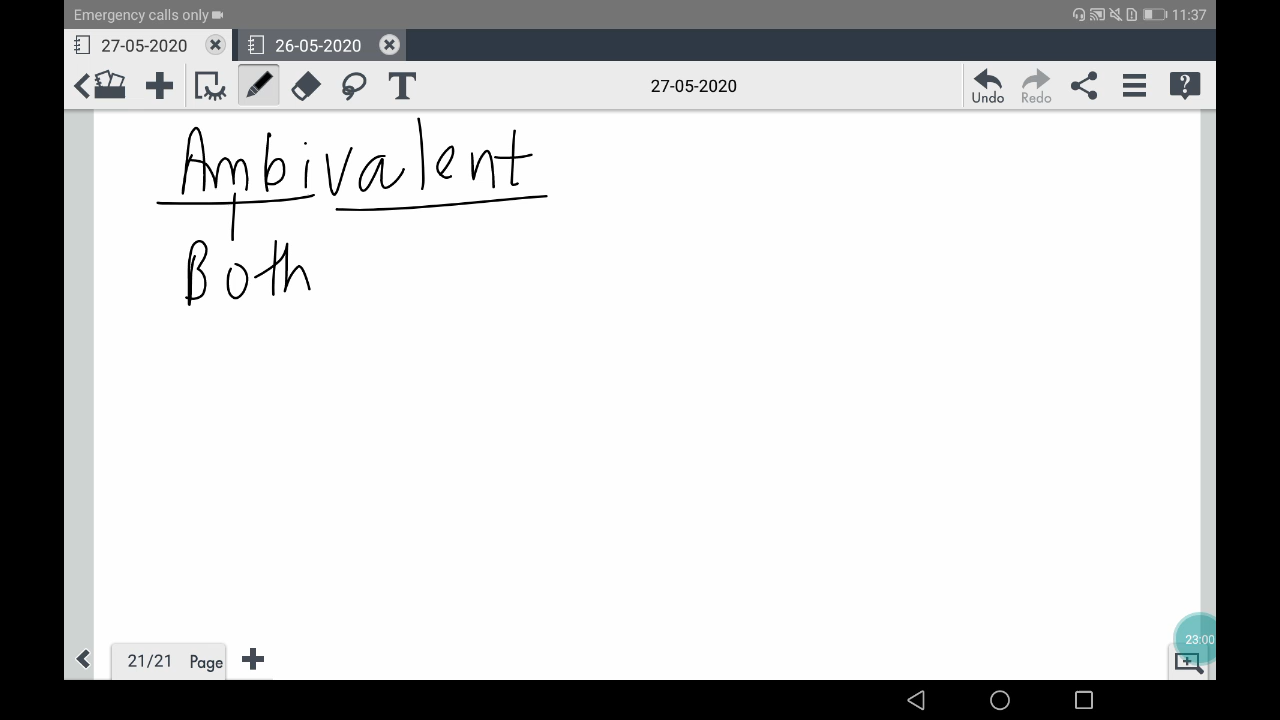 Emergency calls only 11:37
27-05-2020 26-05-2020
T 27-05-2020 Undo Redo ?
Ambivalent
Both
23:00
21/21 Page